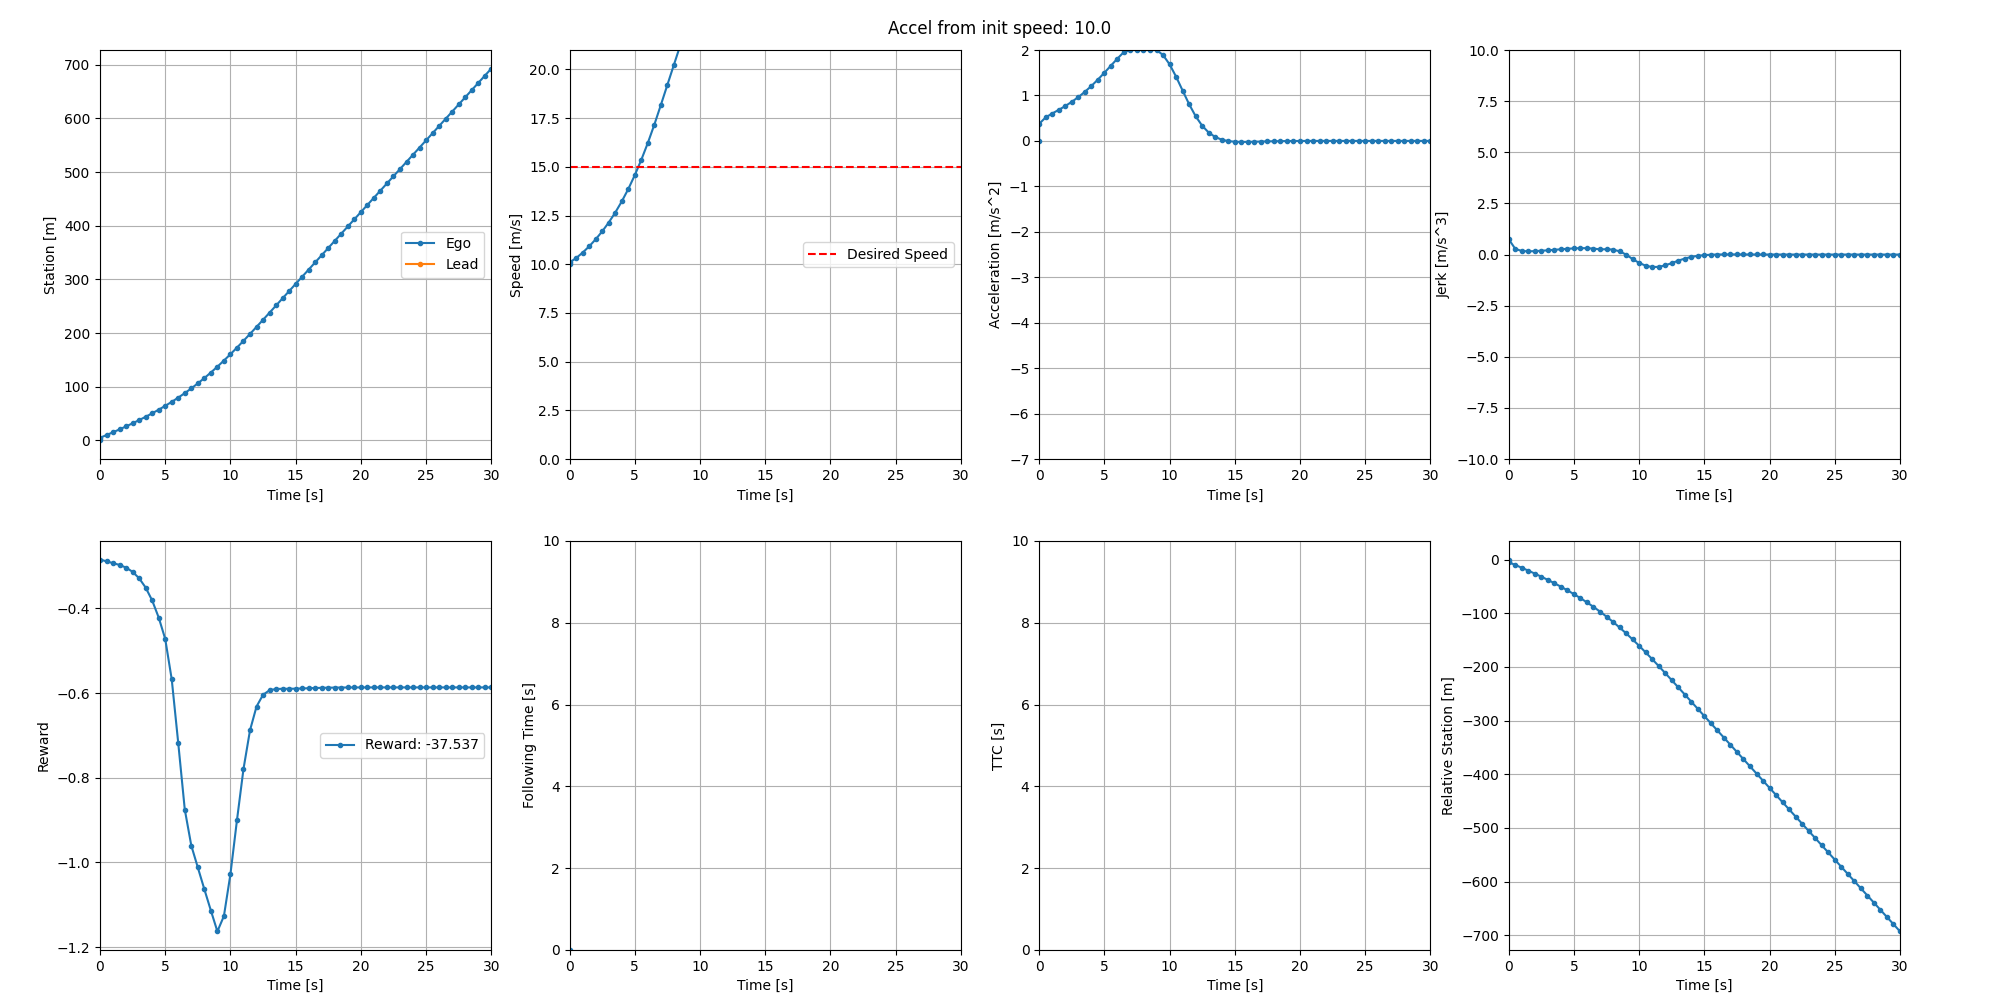 Accel from init speed: 10.0
700
600
500
400
300
200
100
0
Station [m]
Ego
Lead
0 5 10 15 20 25 30
Time [s]
20.0
17.5
15.0
12.5
10.0
7.5
5.0
2.5
0.0
Speed [m/s]
Desired Speed
0 5 10 15 20 25 30
Time [s]
2
1
0
−1
−2
−3
−4
−5
−6
−7
Acceleration [m/s^2]
0 5 10 15 20 25 30
Time [s]
10.0
7.5
5.0
2.5
0.0
−2.5
−5.0
−7.5
−10.0
Jerk [m/s^3]
0 5 10 15 20 25 30
Time [s]
−0.4
−0.6
−0.8
−1.0
−1.2
Reward
Reward: -37.537
0 5 10 15 20 25 30
Time [s]
10
8
6
4
2
0
Following Time [s]
0 5 10 15 20 25 30
Time [s]
10
8
6
4
2
0
TTC [s]
0 5 10 15 20 25 30
Time [s]
0
−100
−200
−300
−400
−500
−600
−700
Relative Station [m]
0 5 10 15 20 25 30
Time [s]